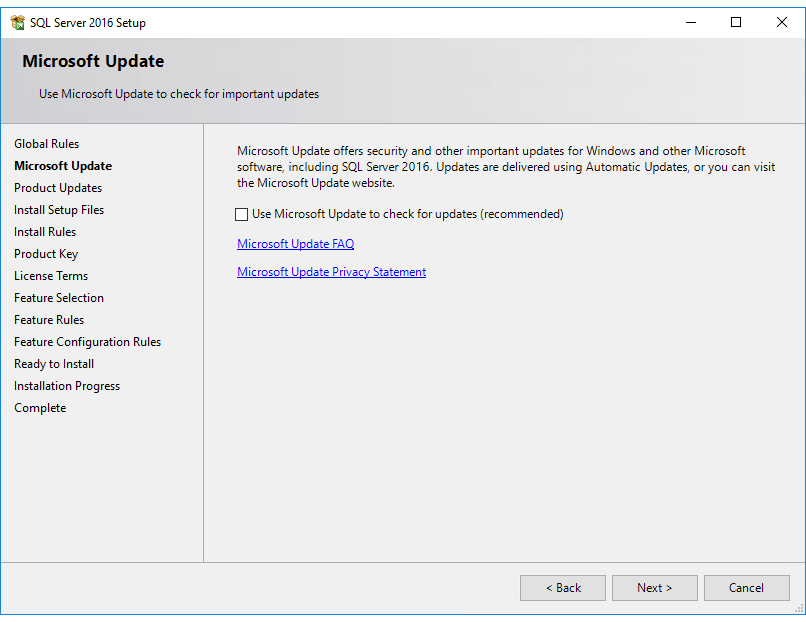 SQL Server 2016 Setup
Microsoft Update
Use Microsoft Update to check for important updates
Global Rules
Microsoft Update
Product Updates
Install Setup Files
Install Rules
Product Key
License Terms
Feature Selection
Feature Rules
Feature Configuration Rules
Ready to Install
Installation Progress
Complete
Microsoft Update offers security and other important updates for Windows and other Microsoft
software, including SQL Server 2016. Updates are delivered using Automatic Updates, or you can visit
the Microsoft Update website.
Use Microsoft Update to check for updates (recommended)
Microsoft Update FAQ
Microsoft Update Privacy Statement
< Back
Next >
Cancel